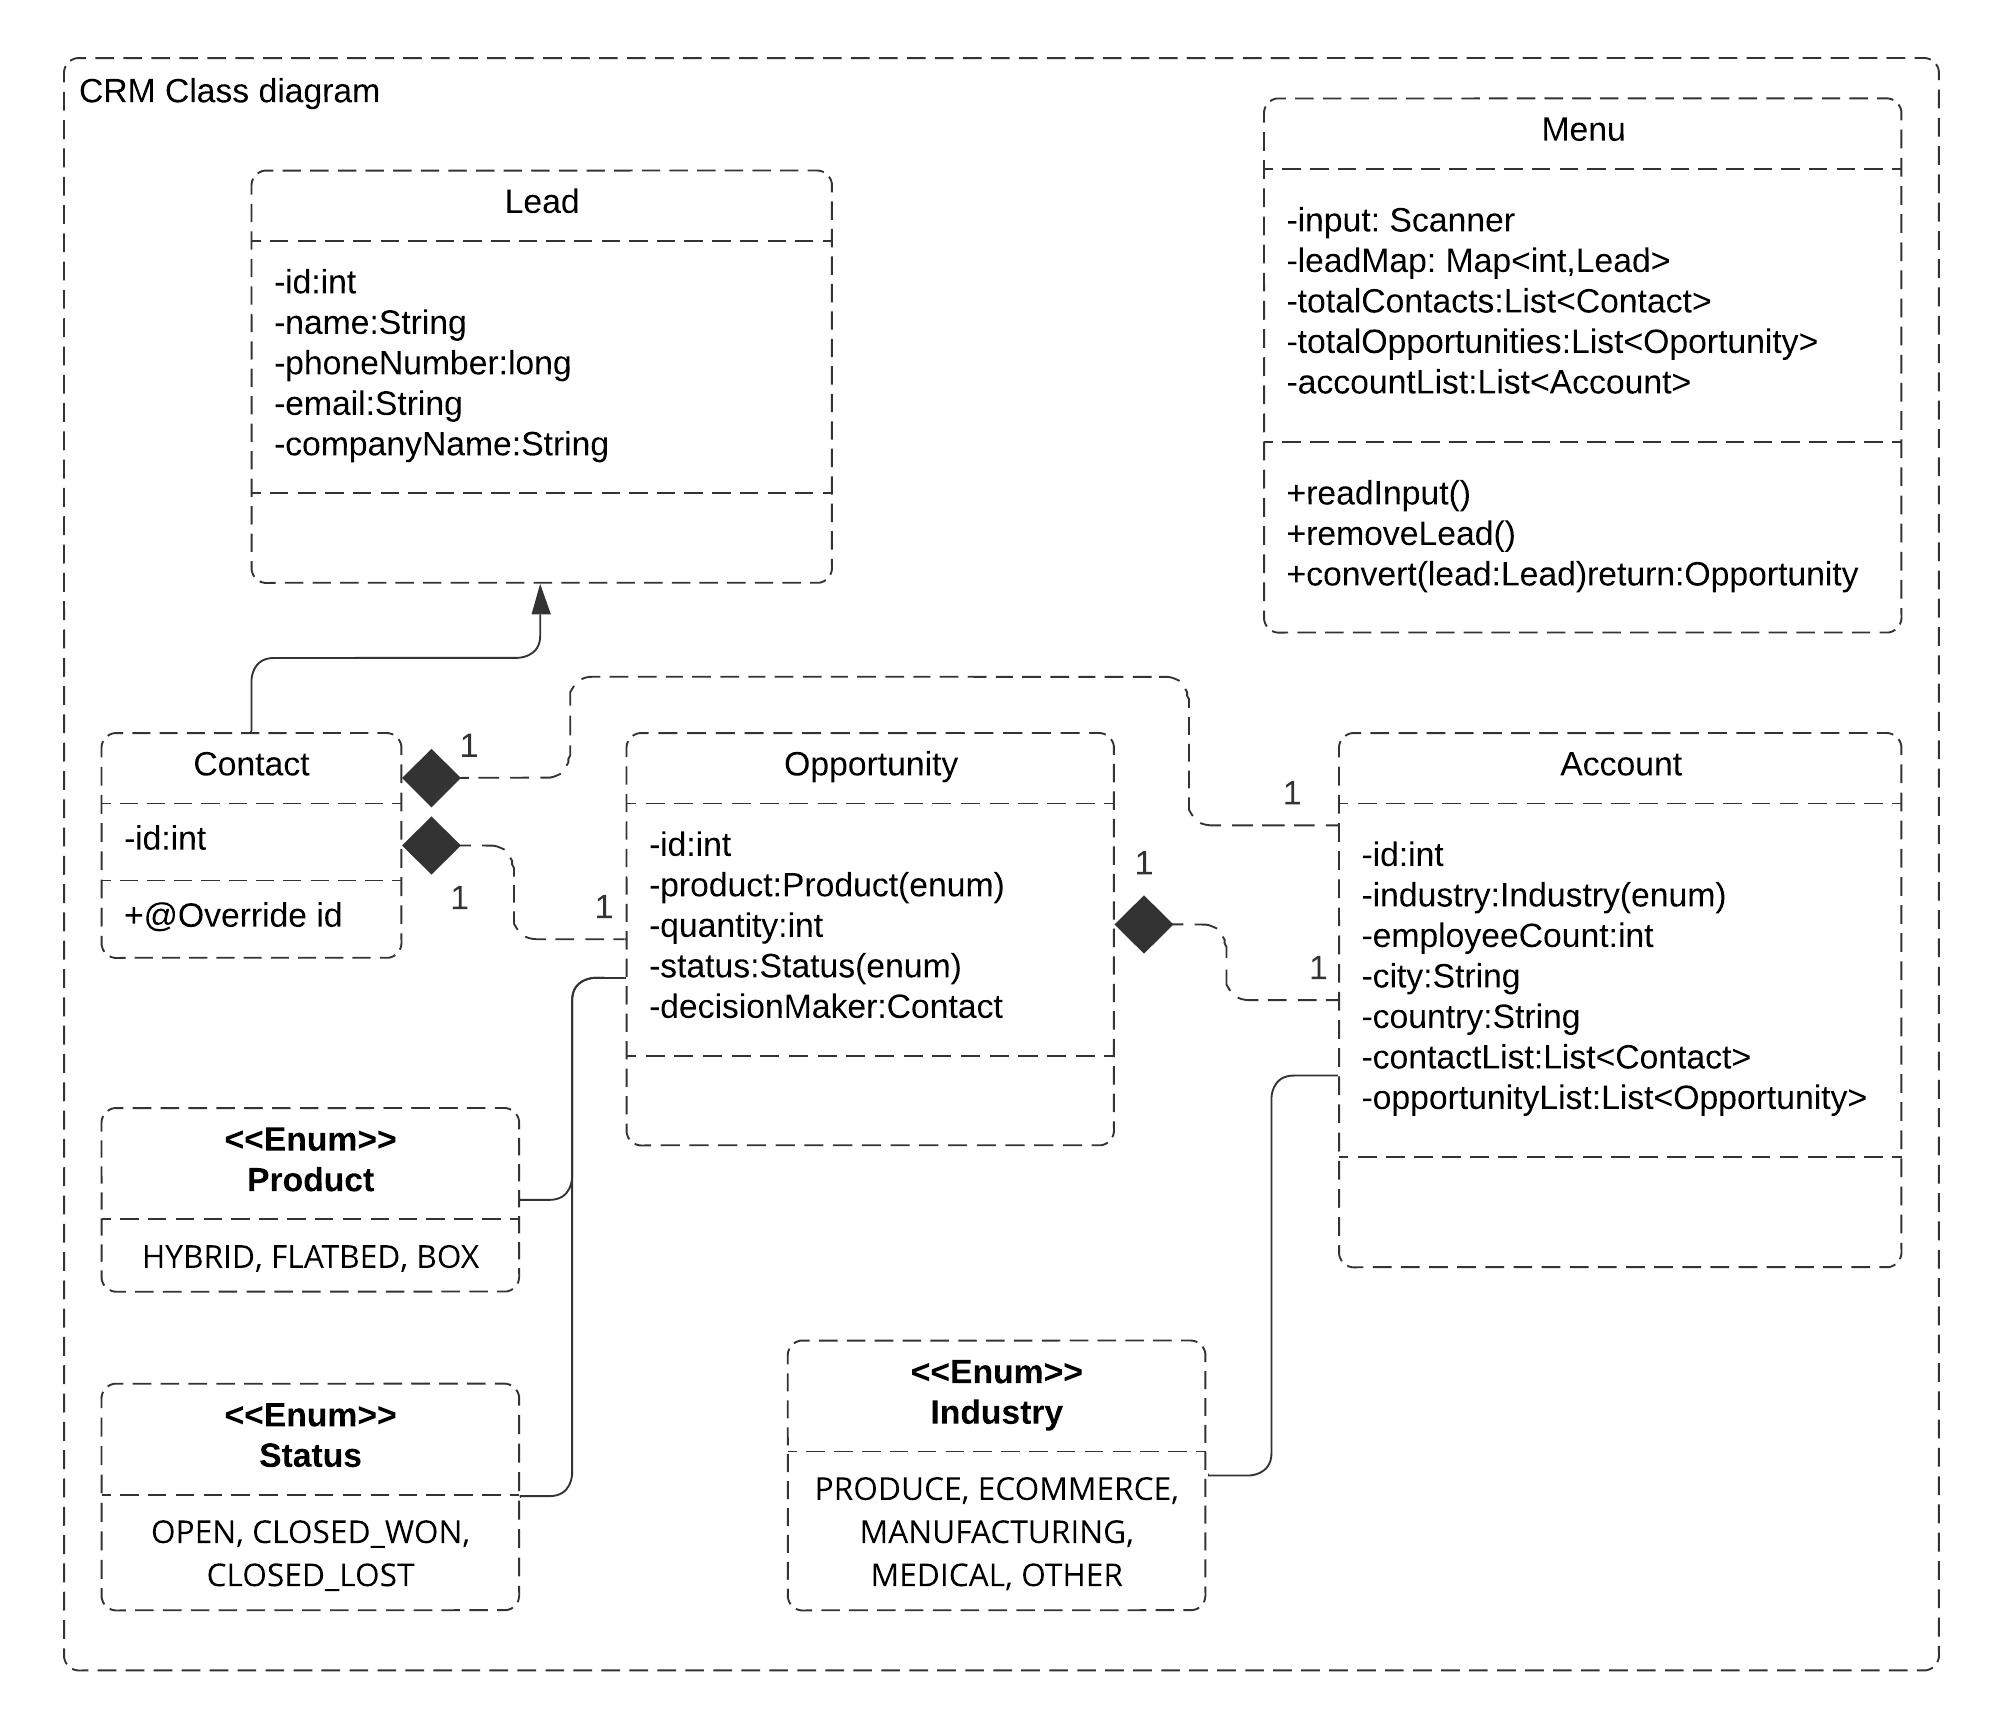 CRM Class diagram
Menu
-input: Scanner
-leadMap: Map<int,Lead>
-totalContacts:List<Contact>
-totalOpportunities:List<Oportunity>
-accountList:List<Account>
+readInput()
+removeLead()
+convert(lead:Lead)return:Opportunity
Lead
-id:int
-name:String
-phoneNumber:long
-email:String
-companyName:String
Contact
-id:int
+@Override id
1
1
1
1
1
1
Opportunity
-id:int
-product:Product(enum)
-quantity:int
-status:Status(enum)
-decisionMaker:Contact
Account
-id:int
-industry:Industry(enum)
-employeeCount:int
-city:String
-country:String
-contactList:List<Contact>
-opportunityList:List<Opportunity>
<<Enum>>
Product
HYBRID, FLATBED, BOX
<<Enum>>
Status
OPEN, CLOSED_WON,
CLOSED_LOST
<<Enum>>
Industry
PRODUCE, ECOMMERCE,
MANUFACTURING,
MEDICAL, OTHER